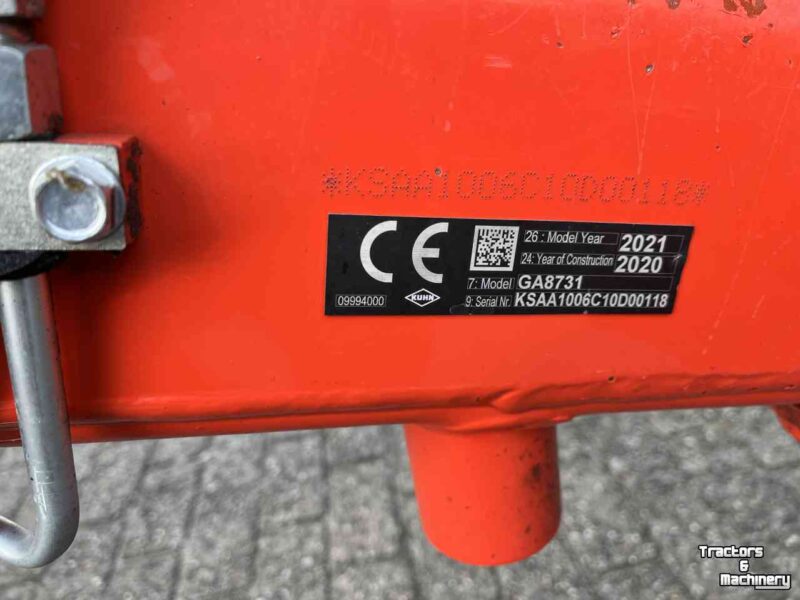 *KSAA1006C10D00118*
CE
26 : Model Year 2021
24: Year of Construction 2020
7: Model GA8731
9: Serial Nr. KSAA1006C10D00118
09994000
KUHN
Tractors
&
Machinery